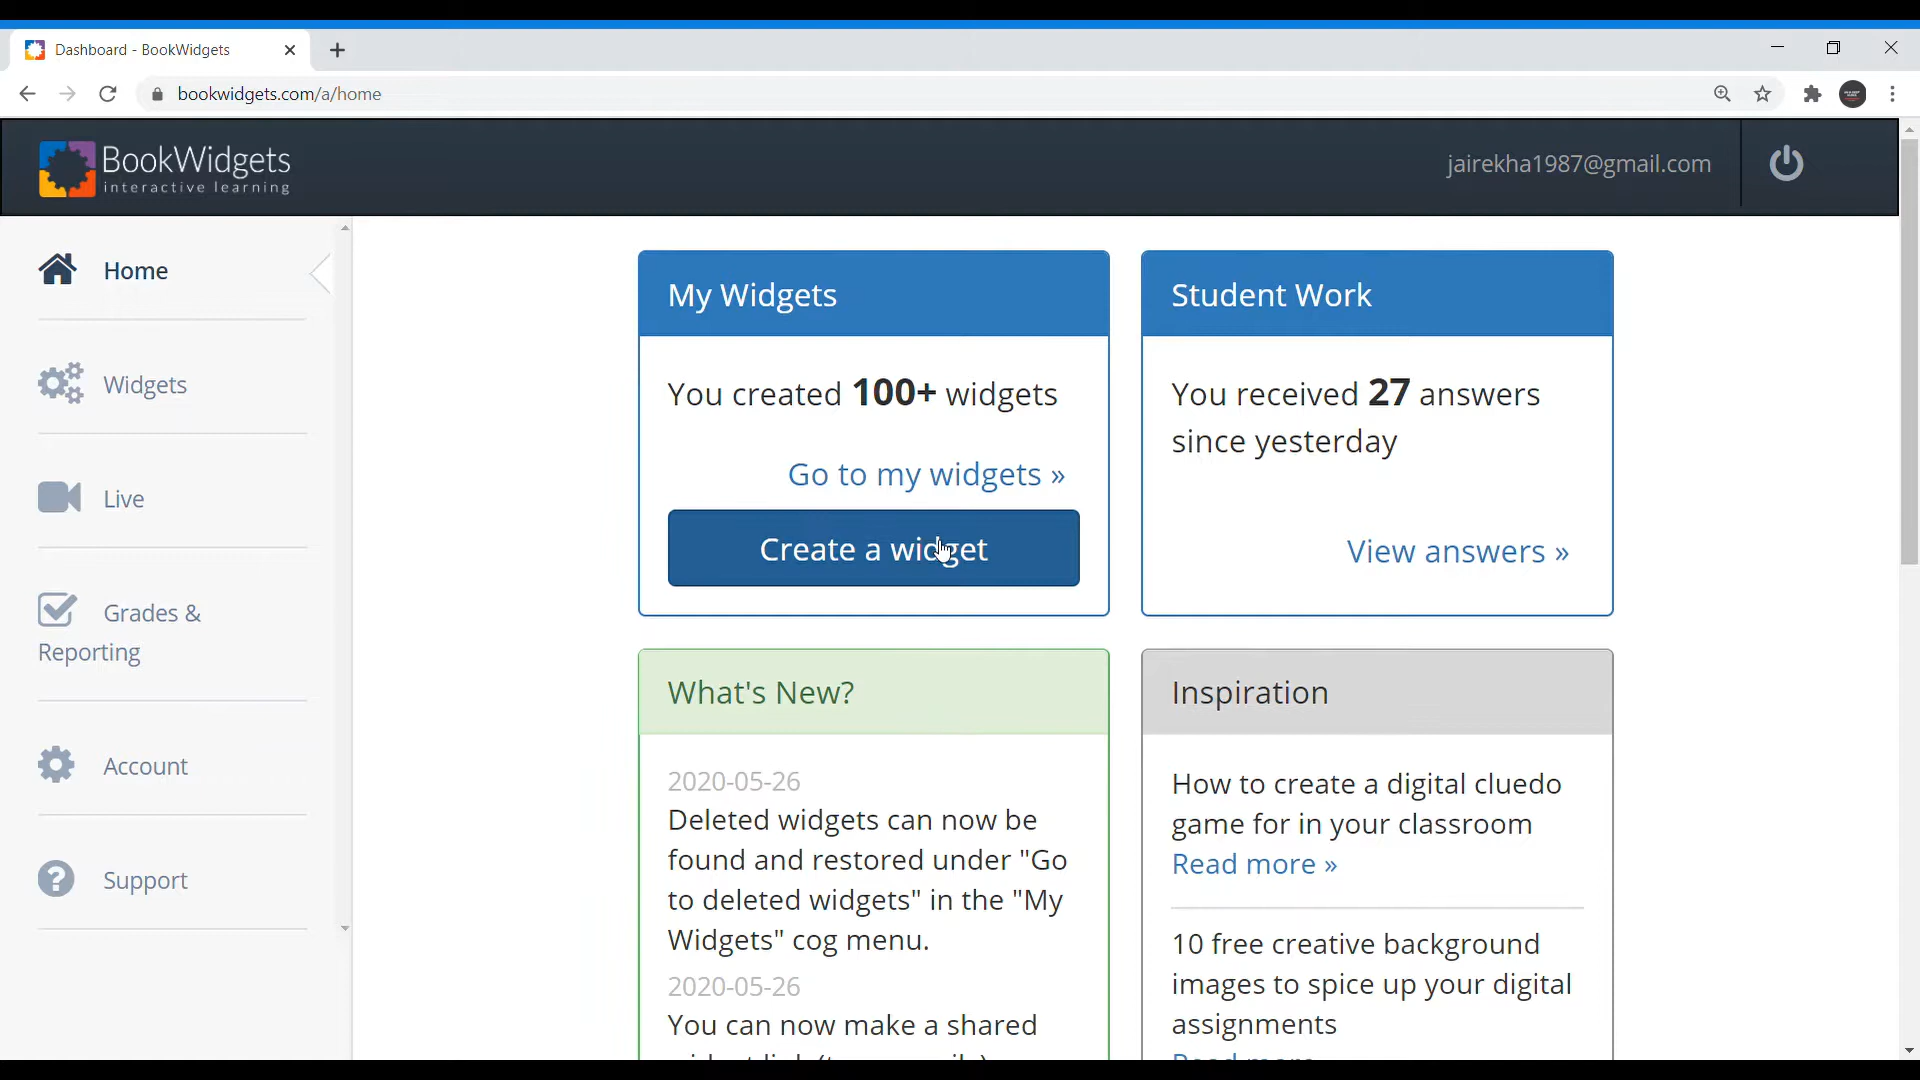 Dashboard - BookWidgets
bookwidgets.com/a/home
BookWidgets
interactive learning
jairekha1987@gmail.com
Home
Widgets
Live
Grades &
Reporting
Account
Support
My Widgets
You created 100+ widgets
Go to my widgets »
Create a widget
Student Work
You received 27 answers
since yesterday
View answers »
What's New?
2020-05-26
Deleted widgets can now be
found and restored under "Go
to deleted widgets" in the "My
Widgets" cog menu.
2020-05-26
You can now make a shared
Inspiration
How to create a digital cluedo
game for in your classroom
Read more »
10 free creative background
images to spice up your digital
assignments